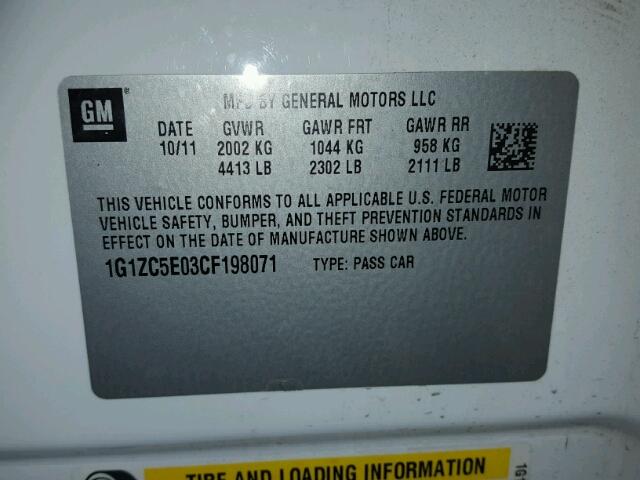 GM ®
MFD BY GENERAL MOTORS LLC
DATE GVWR GAWR FRT GAWR RR
10/11 2002 KG 1044 KG 958 KG
4413 LB 2302 LB 2111 LB
THIS VEHICLE CONFORMS TO ALL APPLICABLE U.S. FEDERAL MOTOR
VEHICLE SAFETY, BUMPER, AND THEFT PREVENTION STANDARDS IN
EFFECT ON THE DATE OF MANUFACTURE SHOWN ABOVE.
1G1ZC5E03CF198071 TYPE: PASS CAR
TIRE AND LOADING INFORMATION